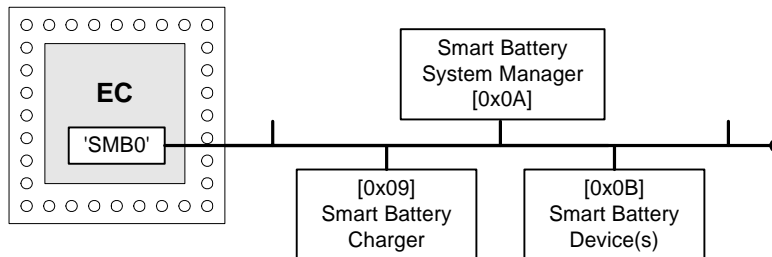 EC
'SMB0'
Smart Battery
System Manager
[0x0A]
[0x09]
Smart Battery
Charger
[0x0B]
Smart Battery
Device(s)